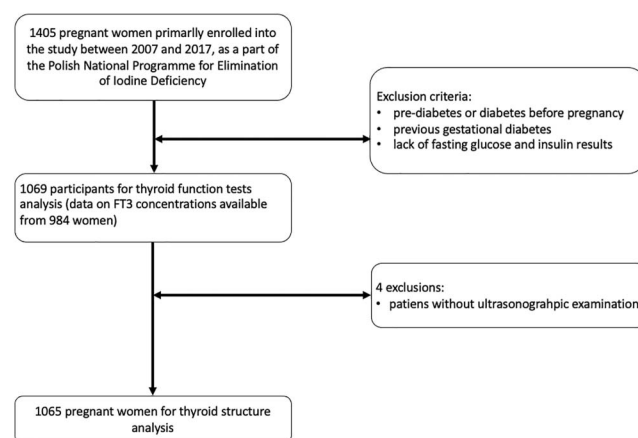 1405 pregnant women primarlly enrolled into
the study between 2007 and 2017, as a part of
the Polish National Programme for Elimination
of Iodine Deficiency
Exclusion criteria:
• pre-diabetes or diabetes before pregnancy
• previous gestational diabetes
• lack of fasting glucose and insulin results
1069 participants for thyroid function tests
analysis (data on FT3 concentrations available
from 984 women)
4 exclusions:
• patiens without ultrasonograhpic examination
1065 pregnant women for thyroid structure
analysis